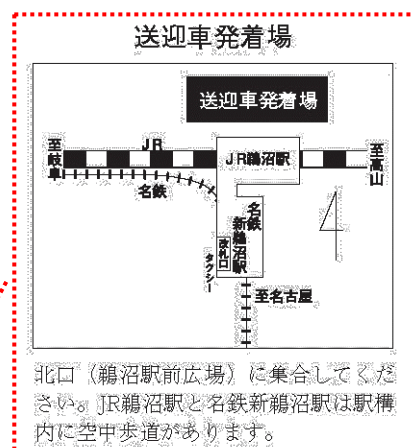 送迎車発着場
送迎車発着場
JR
至岐阜
JR鵜沼駅
至高山
名鉄
名鉄
新鵜沼駅
改札口
タクシー
至名古屋
北口（鵜沼駅前広場）に集合してくだ
さい。JR鵜沼駅と名鉄新鵜沼駅は駅構
内に空中歩道があります。